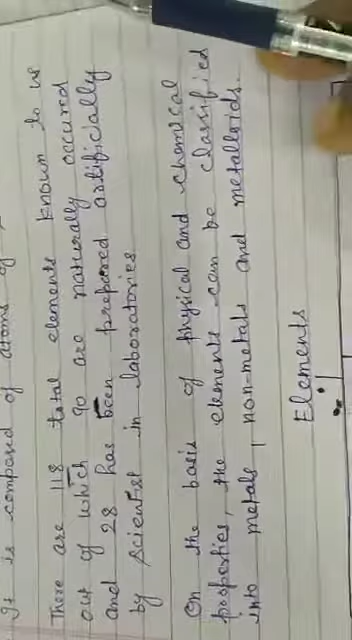 It is composed of atoms of
There are 118 total elements known to us
out of which 90 are naturally occured
and 28 has been prepared artificially
by scientist in laboratories.
On the basis of physical and chemical
properties, the elements can be classified
into metals, non-metals and metalloids.
Elements